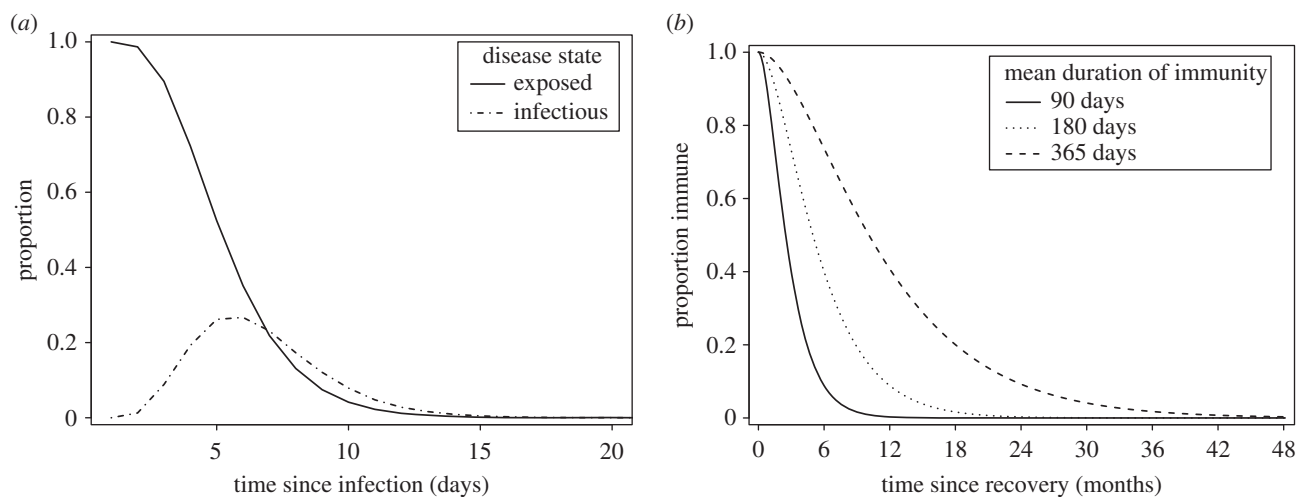 (a)
1.0
0.8
0.6
0.4
0.2
0
proportion
disease state
exposed
infectious
5
10
15
20
time since infection (days)
(b)
1.0
0.8
0.6
0.4
0.2
0
proportion immune
mean duration of immunity
90 days
180 days
365 days
0 6 12 18 24 30 36 42 48
time since recovery (months)